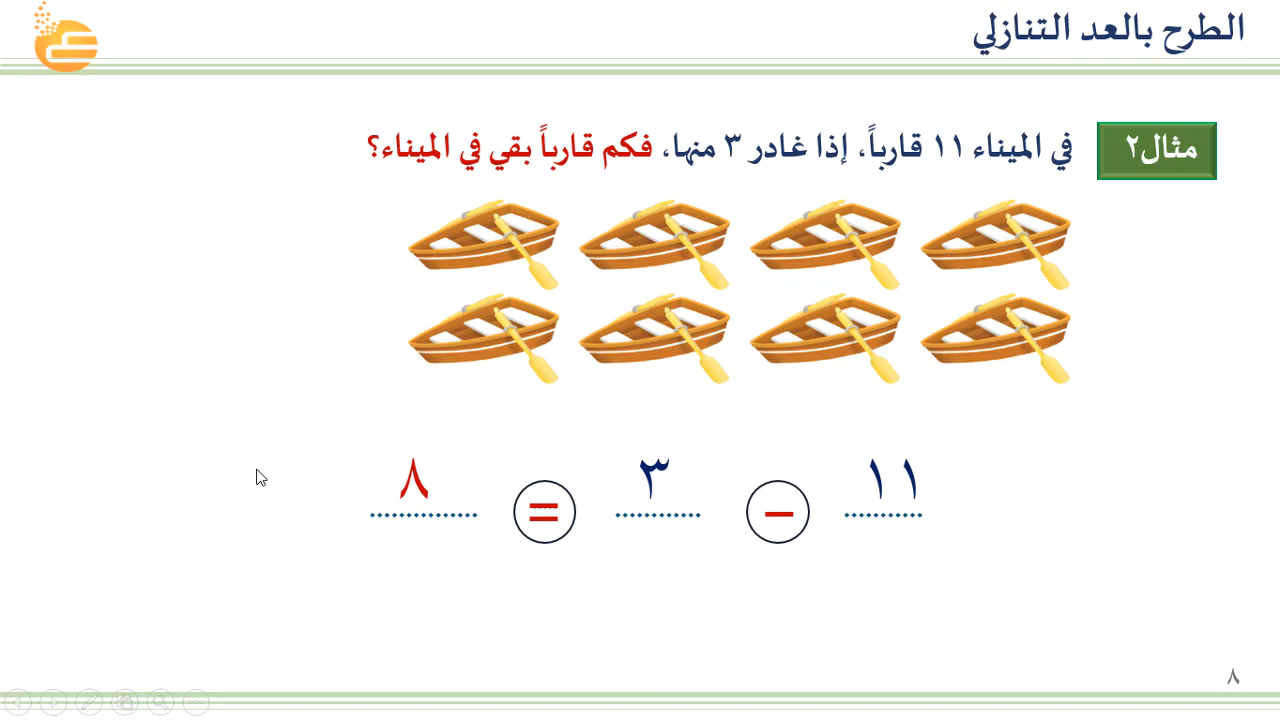 الطرح بالعد التنازلي
مثال٢
في الميناء ١١ قارباً، إذا غادر ٣ منها، فكم قارباً بقي في الميناء؟
١١ − ٣ = ٨
٨